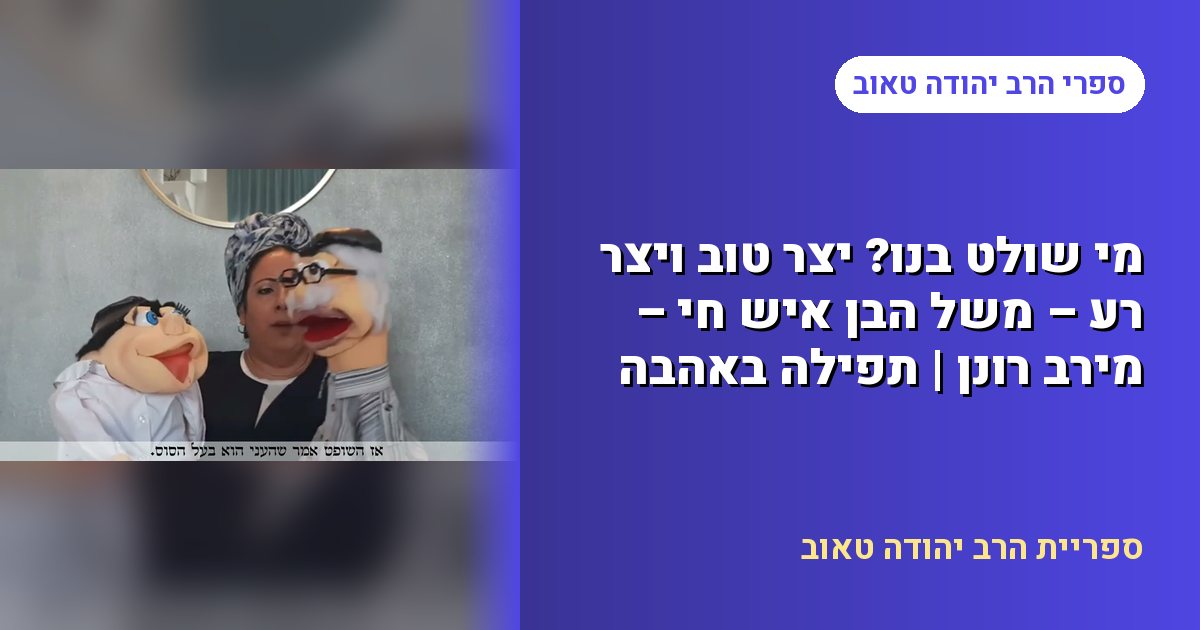 ספרי הרב יהודה טאוב
מי שולט בנו? יצר טוב ויצר
רע – משל הבן איש חי –
מירב רונן | תפילה באהבה
אז השופט אמר שהעני הוא בעל הסוס.
ספריית הרב יהודה טאוב